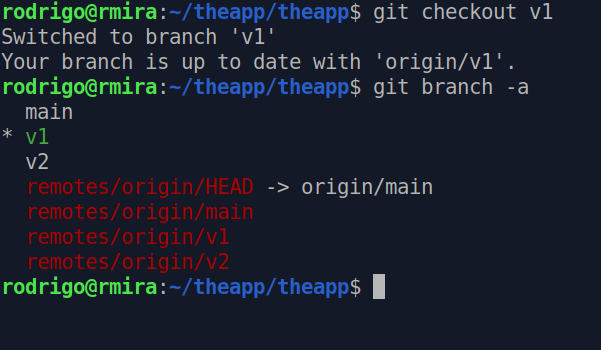 rodrigo@rmira:~/theapp/theapp$ git checkout v1
Switched to branch 'v1'
Your branch is up to date with 'origin/v1'.
rodrigo@rmira:~/theapp/theapp$ git branch -a
  main
* v1
  v2
  remotes/origin/HEAD -> origin/main
  remotes/origin/main
  remotes/origin/v1
  remotes/origin/v2
rodrigo@rmira:~/theapp/theapp$